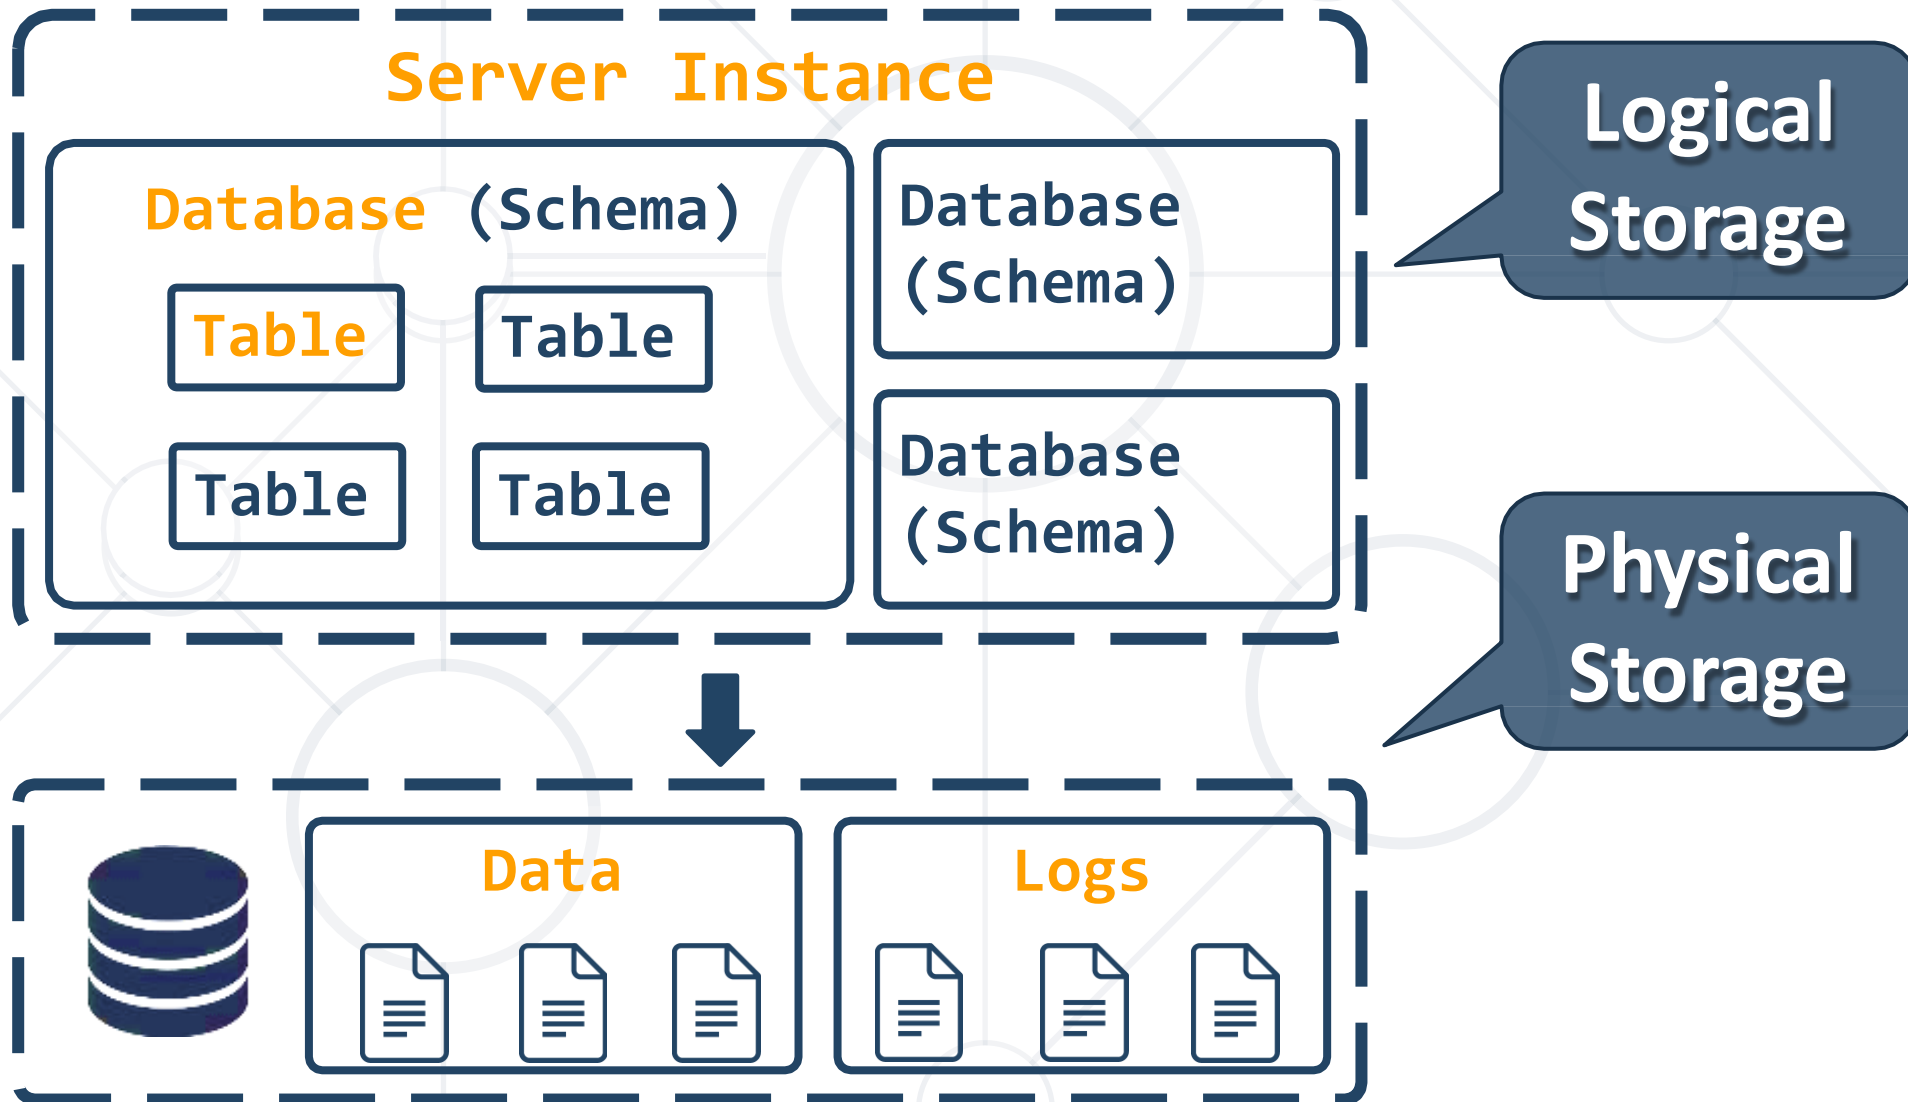 Server Instance
Database (Schema)
Table
Table
Table
Table
Database
(Schema)
Database
(Schema)
Logical
Storage
Physical
Storage
Data
Logs